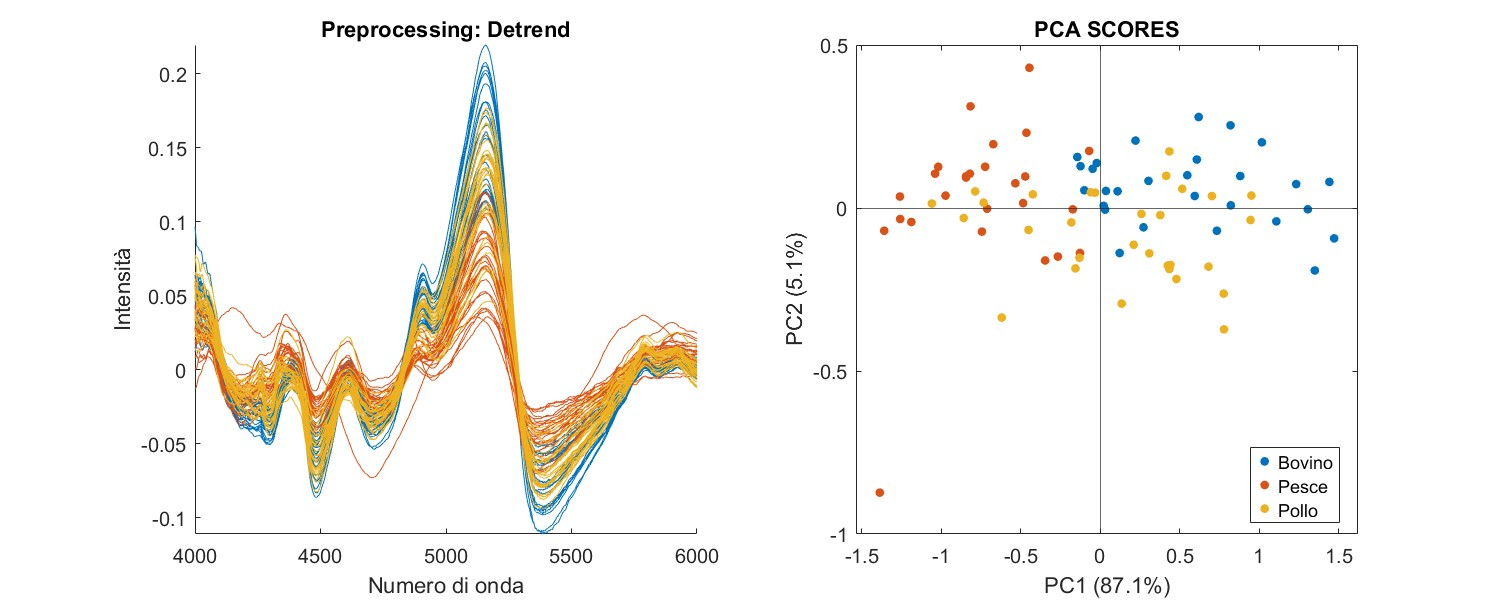 Preprocessing: Detrend
Intensità
0.2
0.15
0.1
0.05
0
-0.05
-0.1
4000
4500
5000
5500
6000
Numero di onda
PCA SCORES
PC2 (5.1%)
0.5
0
-0.5
-1
Bovino
Pesce
Pollo
-1.5
-1
-0.5
0
0.5
1
1.5
PC1 (87.1%)